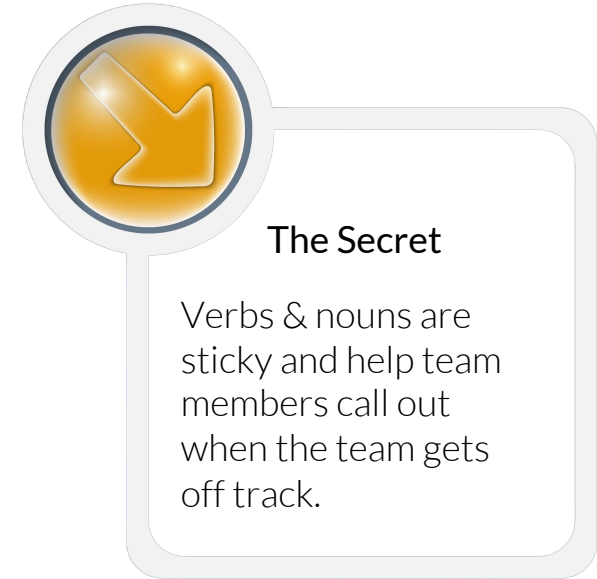 The Secret
Verbs & nouns are
sticky and help team
members call out
when the team gets
off track.